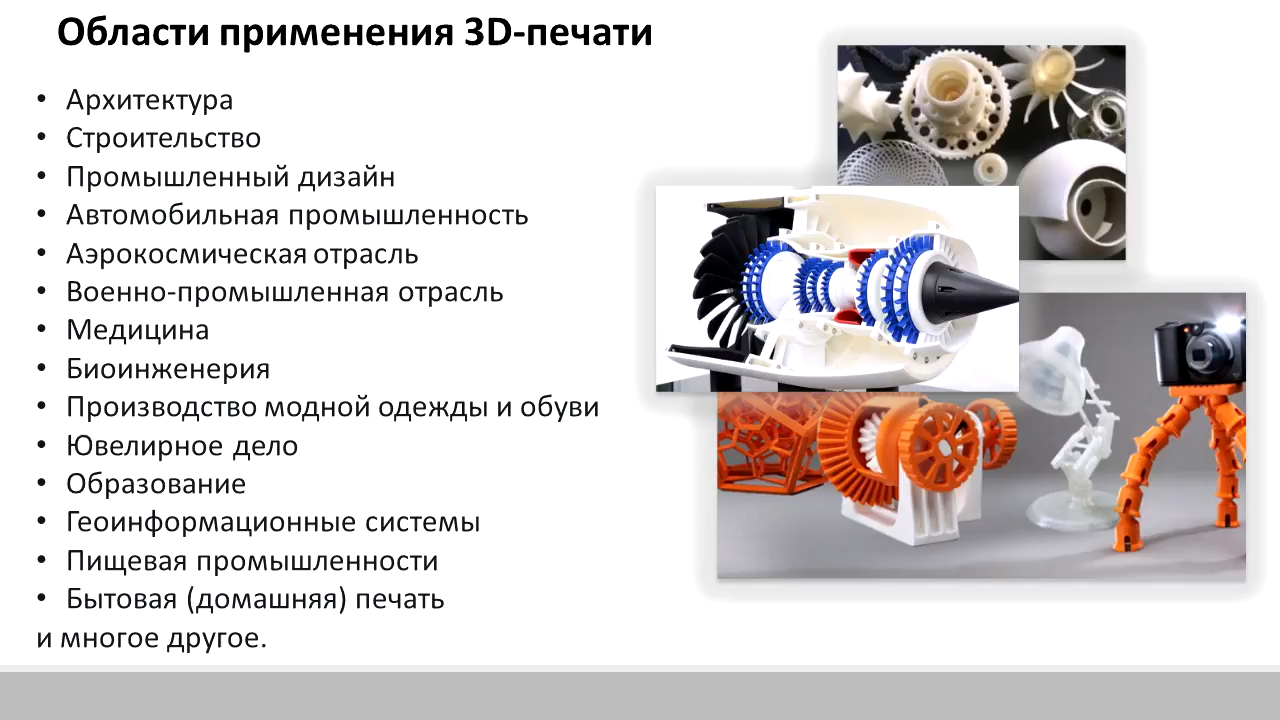 Области применения 3D-печати
• Архитектура
• Строительство
• Промышленный дизайн
• Автомобильная промышленность
• Аэрокосмическая отрасль
• Военно-промышленная отрасль
• Медицина
• Биоинженерия
• Производство модной одежды и обуви
• Ювелирное дело
• Образование
• Геоинформационные системы
• Пищевая промышленности
• Бытовая (домашняя) печать
и многое другое.